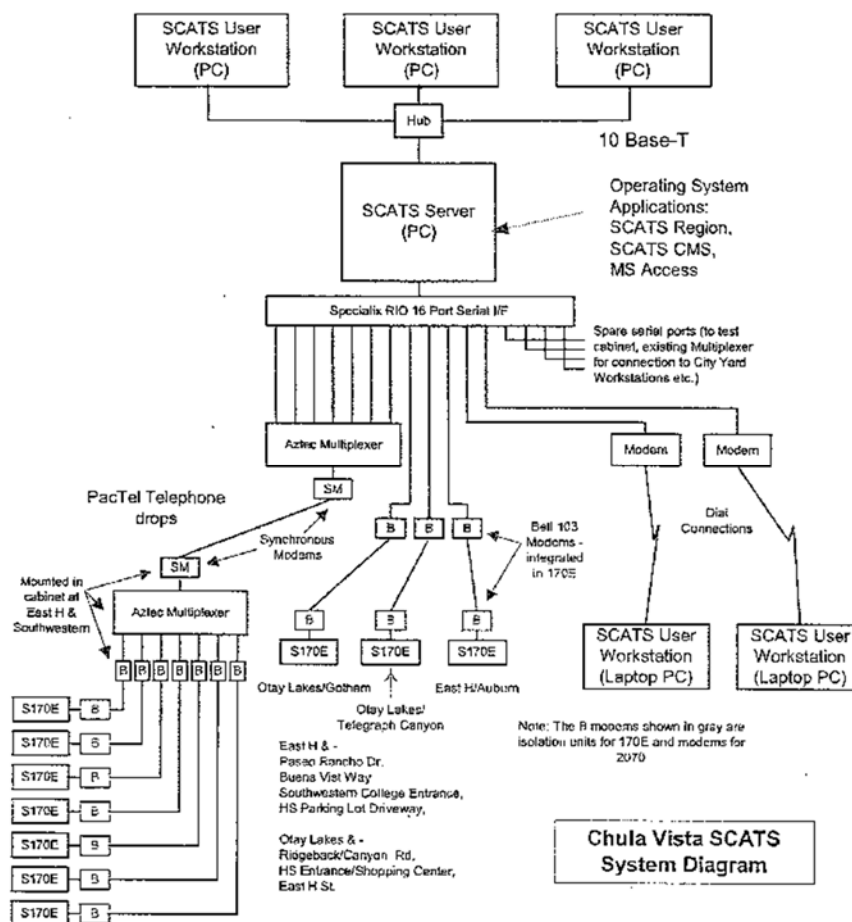 SCATS User
Workstation
(PC)
SCATS User
Workstation
(PC)
SCATS User
Workstation
(PC)
Hub
10 Base-T
SCATS Server
(PC)
Operating System
Applications:
SCATS Region,
SCATS CMS,
MS Access
Specialix RIO 16 Port Serial I/F
Spare serial ports (to test
cabinet, existing Multiplexer
for connection to City Yard
Workstations etc.)
Aztec Multiplexer
Modem
Modem
SM
PacTel Telephone
drops
Synchronous
Modems
B
B
B
Bell 103
Modems -
integrated
in 170E
Dial
Connections
SM
Mounted in
cabinet at
East H &
Southwestern
Aztec Multiplexer
B
B
B
S170E
S170E
S170E
Otay Lakes/Gotham
East H/Auburn
Otay Lakes/
Telegraph Canyon
SCATS User
Workstation
(Laptop PC)
SCATS User
Workstation
(Laptop PC)
B B B B B B B
S170E B
S170E B
S170E B
S170E B
S170E B
S170E B
S170E B
East H & -
Paseo Rancho Dr.
Buena Vist Way
Southwestern College Entrance,
HS Parking Lot Driveway,
Otay Lakes & -
Ridgeback/Canyon Rd,
HS Entrance/Shopping Center,
East H St.
Note: The B modems shown in gray are
isolation units for 170E and modems for
2070
Chula Vista SCATS
System Diagram